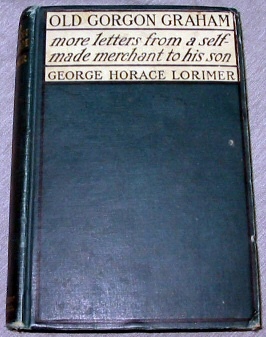 OLD GORGON GRAHAM
more letters from a self-
made merchant to his son
GEORGE HORACE LORIMER